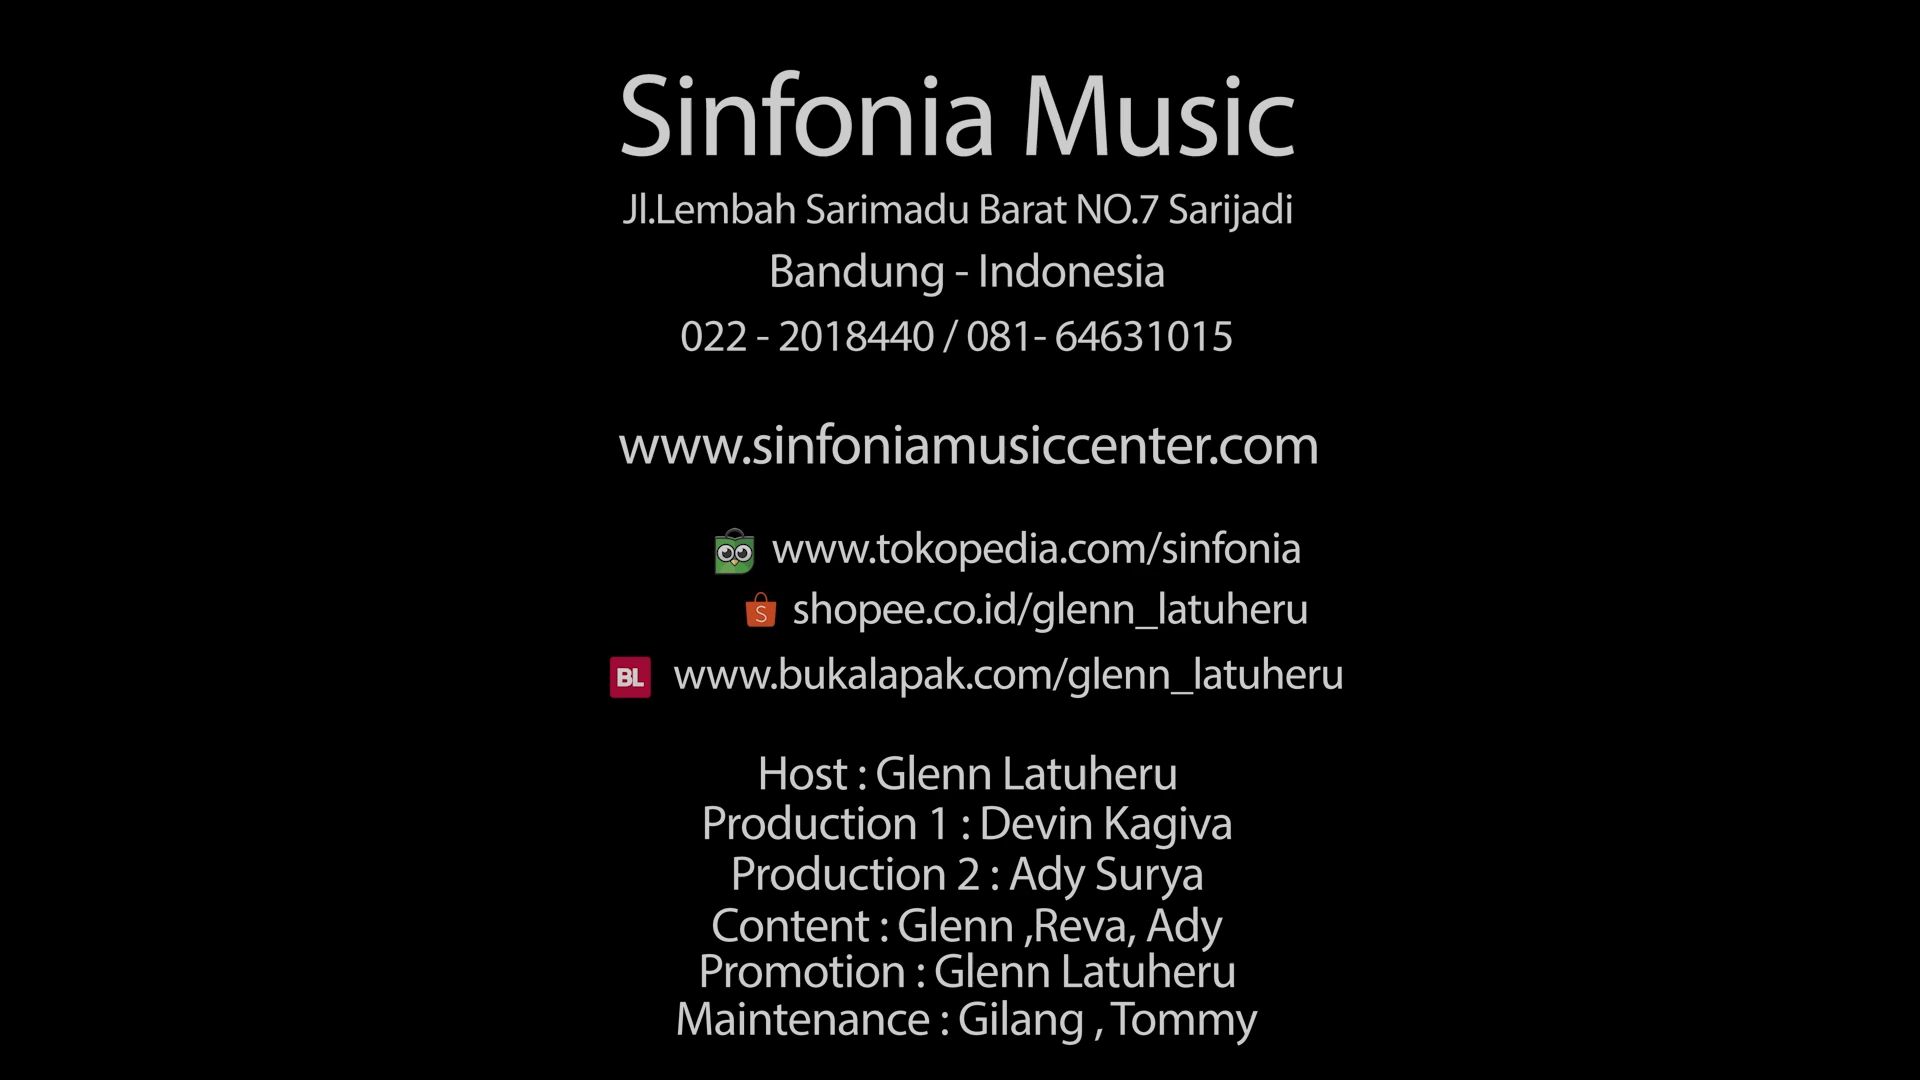 Sinfonia Music
Jl.Lembah Sarimadu Barat NO.7 Sarijadi
Bandung - Indonesia
022 - 2018440 / 081- 64631015
www.sinfoniamusiccenter.com
www.tokopedia.com/sinfonia
S shopee.co.id/glenn_latuheru
BL www.bukalapak.com/glenn_latuheru
Host : Glenn Latuheru
Production 1 : Devin Kagiva
Production 2 : Ady Surya
Content : Glenn ,Reva, Ady
Promotion : Glenn Latuheru
Maintenance : Gilang , Tommy